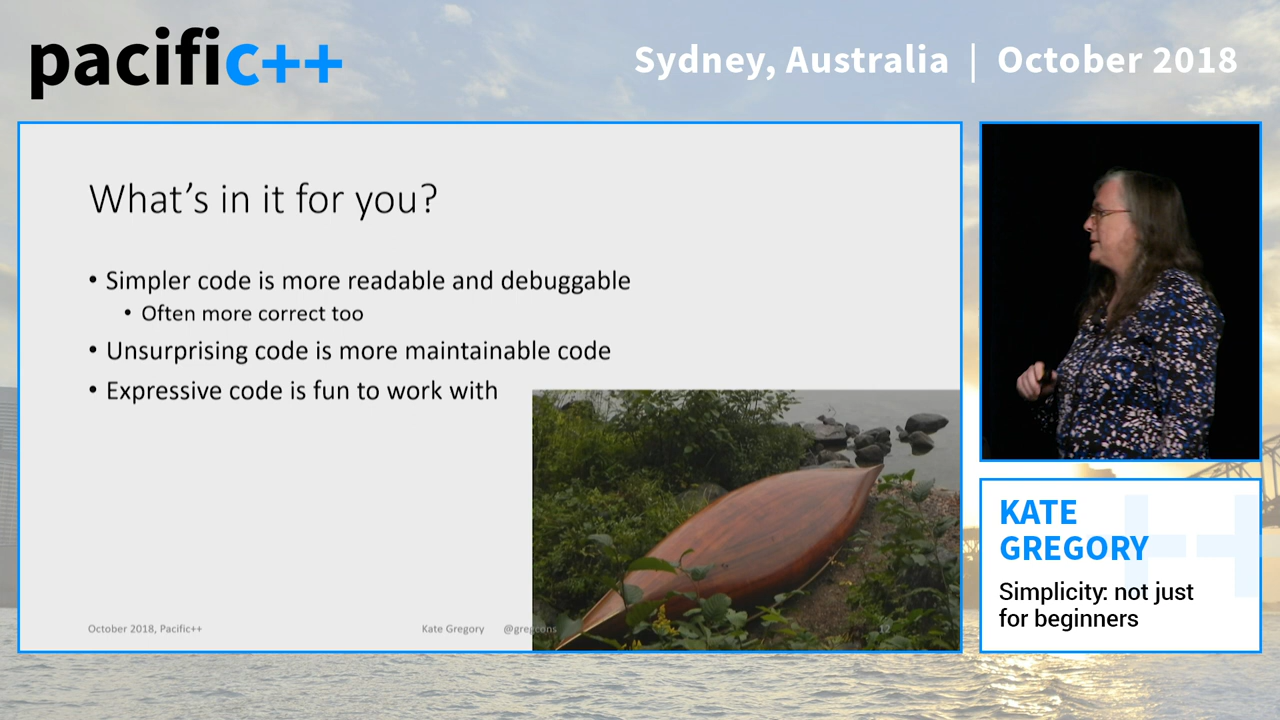 pacific++
Sydney, Australia | October 2018
What's in it for you?
• Simpler code is more readable and debuggable
• Often more correct too
• Unsurprising code is more maintainable code
• Expressive code is fun to work with
October 2018, Pacific++
Kate Gregory @gregcons
12
KATE
GREGORY
Simplicity: not just
for beginners